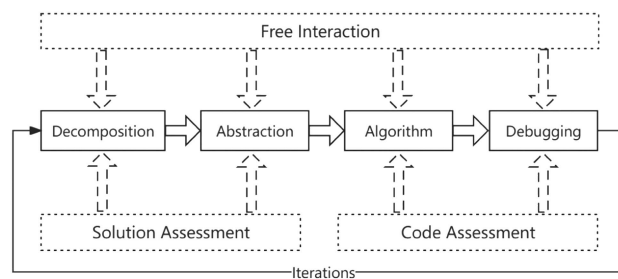 Free Interaction
Decomposition
Abstraction
Algorithm
Debugging
Solution Assessment
Code Assessment
Iterations